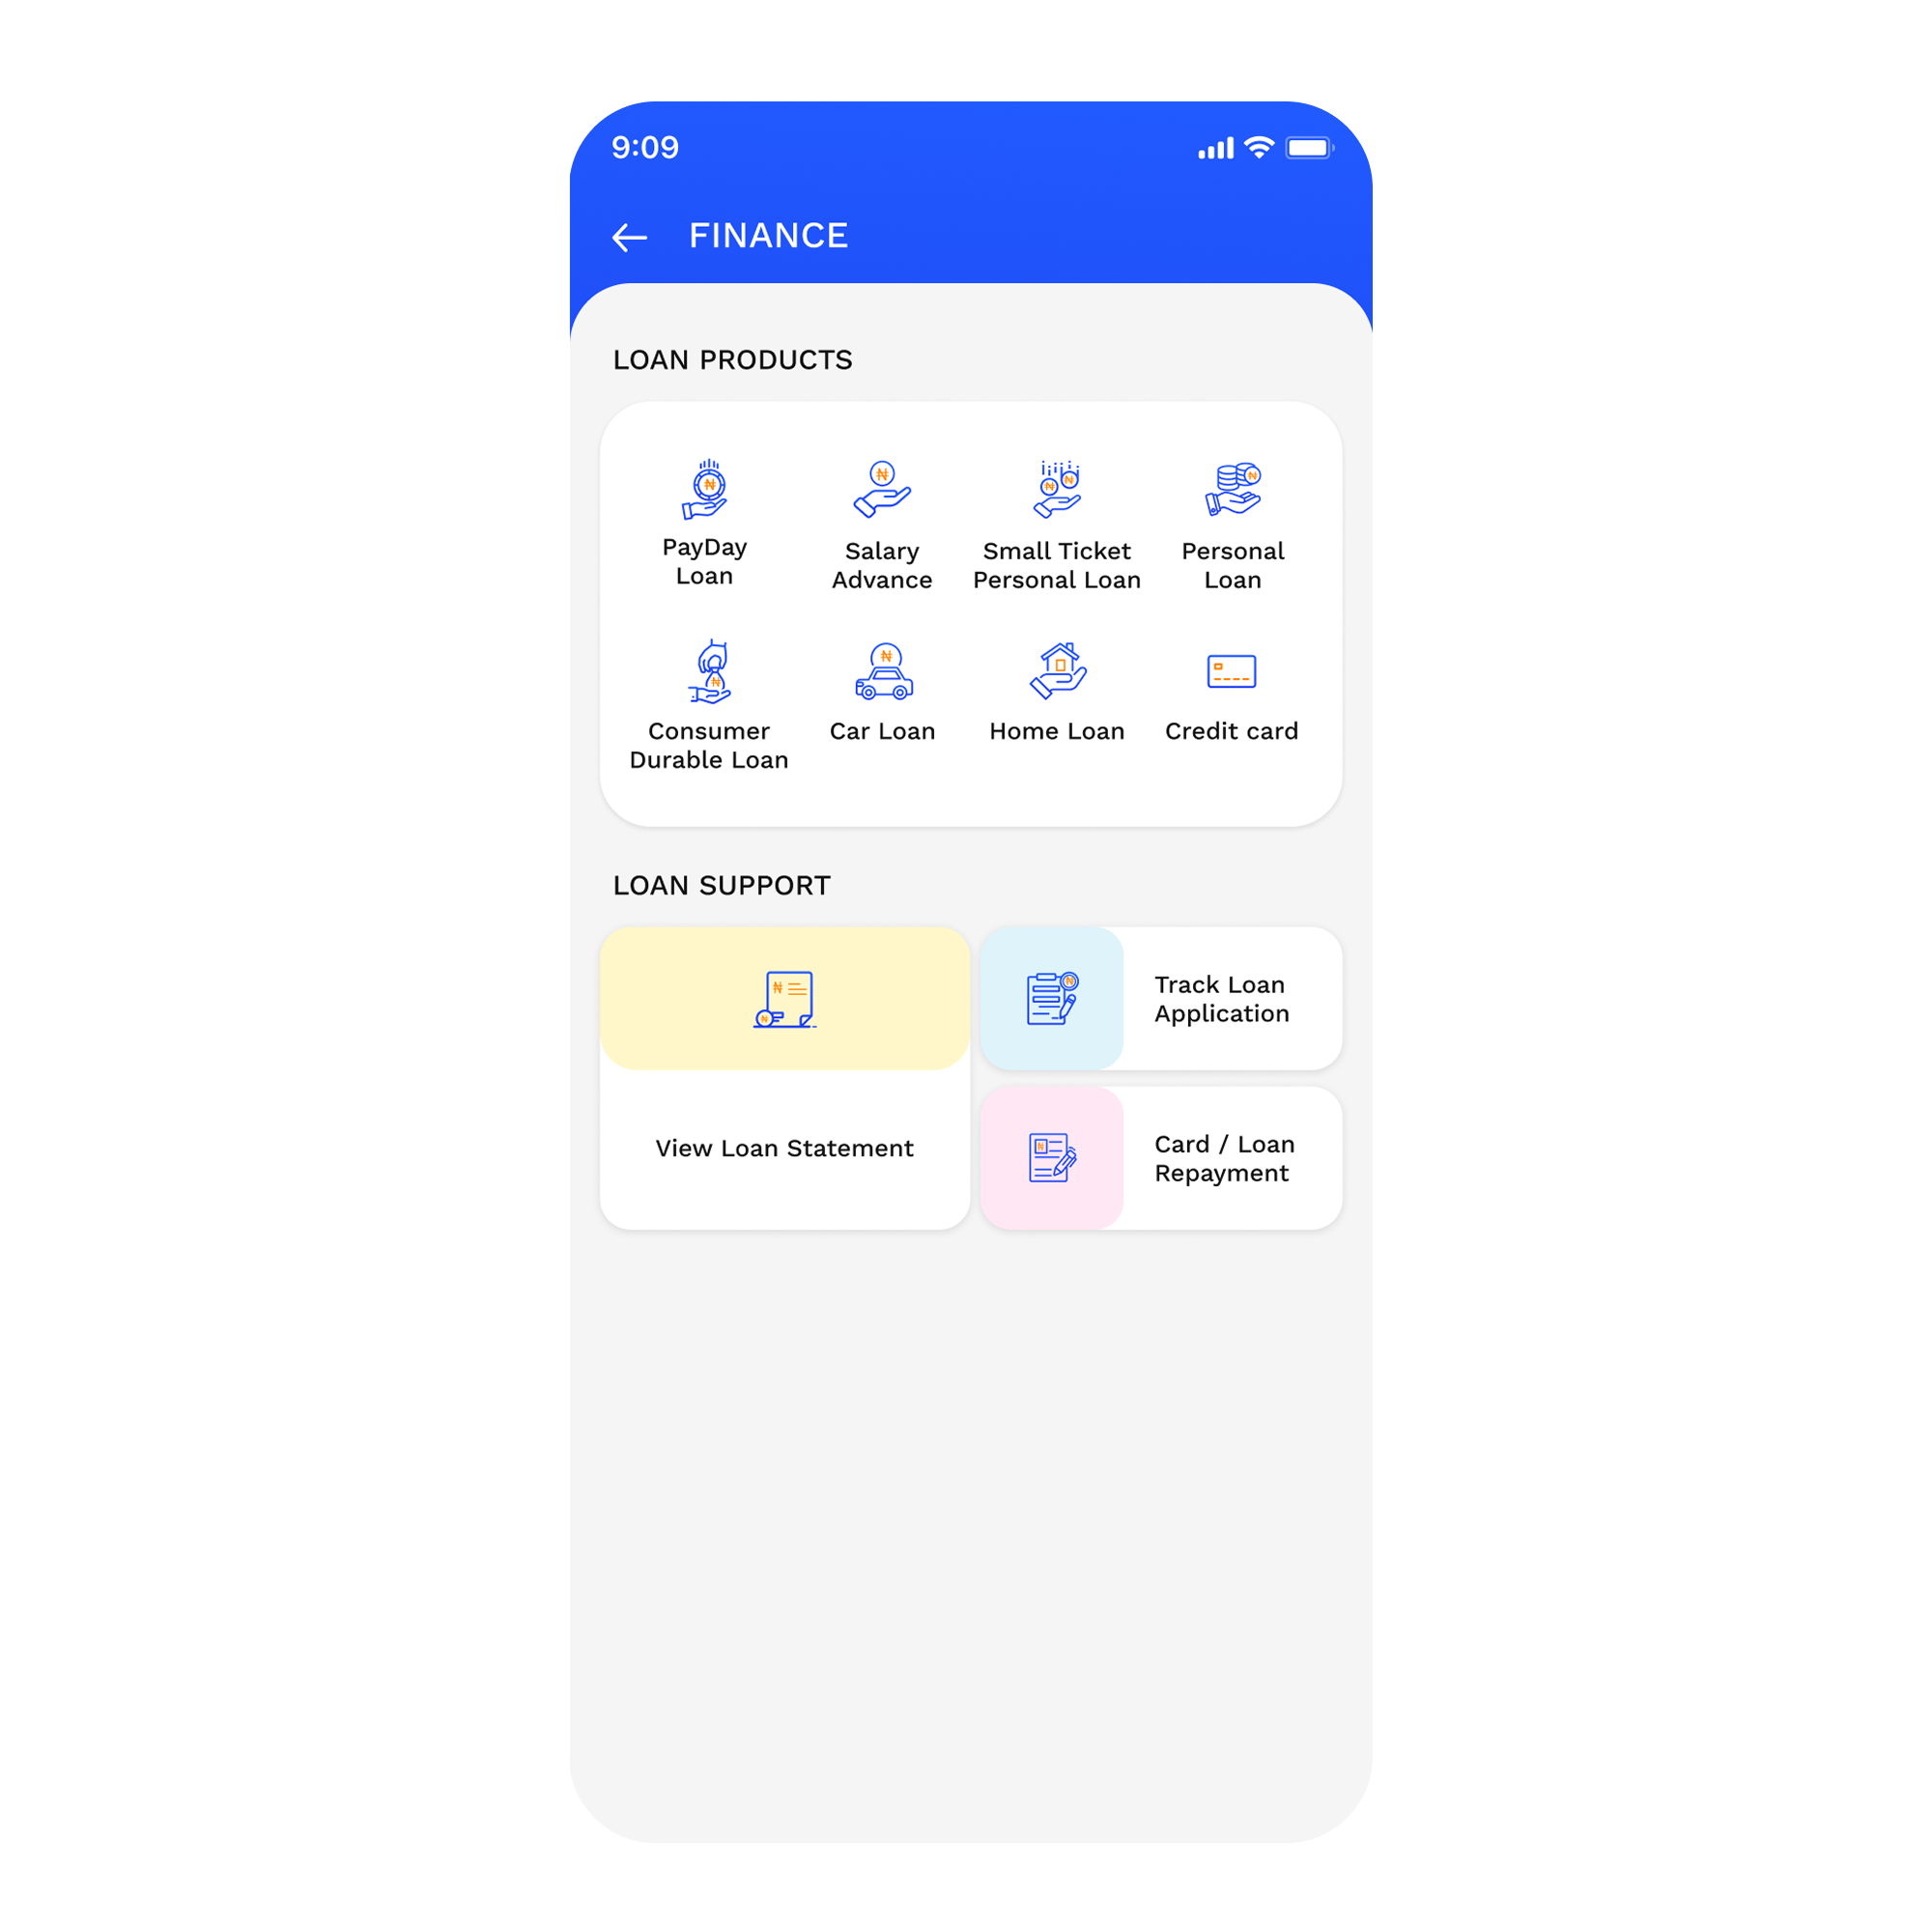 9:09
FINANCE
LOAN PRODUCTS
PayDay
Loan
Salary
Advance
Small Ticket
Personal Loan
Personal
Loan
Consumer
Durable Loan
Car Loan
Home Loan
Credit card
LOAN SUPPORT
View Loan Statement
Track Loan
Application
Card / Loan
Repayment